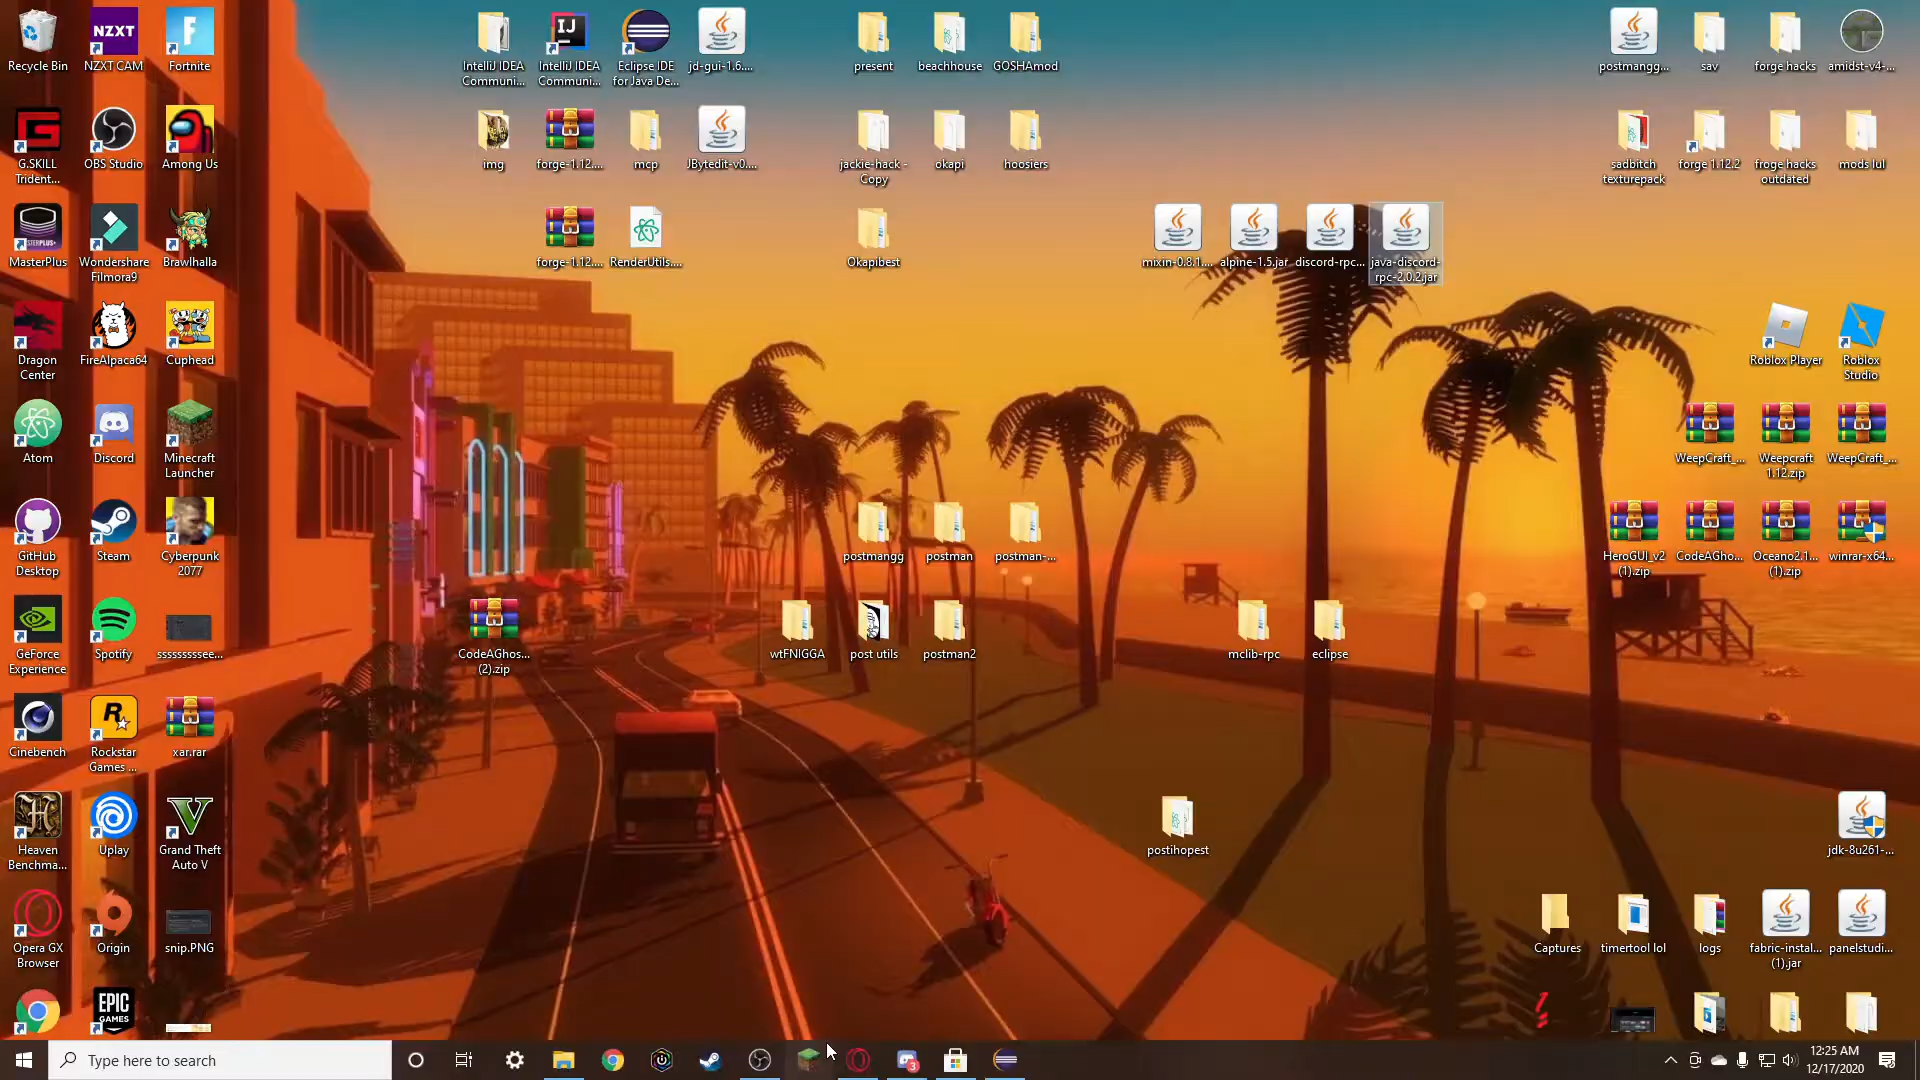 Recycle Bin
NZXT
NZXT CAM
Fortnite
IntelliJ IDEA
Communi...
IntelliJ IDEA
Communi...
Eclipse IDE
for Java De...
jd-gui-1.6....
present
beachhouse
GOSHAmod
postmangg...
sav
forge hacks
amidst-v4-...
G.SKILL
Trident...
OBS Studio
Among Us
img
forge-1.12....
mcp
JBytedit-v0....
jackie-hack -
Copy
okapi
hoosiers
sadbitch
texturepack
forge 1.12.2
froge hacks
outdated
mods lul
MasterPlus
Wondershare
Filmora9
Brawlhalla
forge-1.12....
RenderUtils....
Okapibest
mixin-0.8.1....
alpine-1.5.jar
discord-rpc...
java-discord-
rpc-2.0.2.jar
Dragon
Center
FireAlpaca64
Cuphead
Roblox Player
Roblox
Studio
Atom
Discord
Minecraft
Launcher
WeepCraft_...
Weepcraft
1.12.zip
WeepCraft_...
GitHub
Desktop
Steam
Cyberpunk
2077
postmangg
postman
postman-...
HeroGUI_v2
(1).zip
CodeAGho...
Oceano2.1...
(1).zip
winrar-x64...
GeForce
Experience
Spotify
sssssssssee...
CodeAGhos...
(2).zip
wtFNIGGA
post utils
postman2
mclib-rpc
eclipse
Cinebench
Rockstar
Games ...
xar.rar
Heaven
Benchma...
Uplay
Grand Theft
Auto V
postihopest
jdk-8u261-...
Opera GX
Browser
Origin
snip.PNG
Captures
timertool lol
logs
fabric-instal...
(1).jar
panelstudi...
EPIC
GAMES
Type here to search
3
12:25 AM
12/17/2020